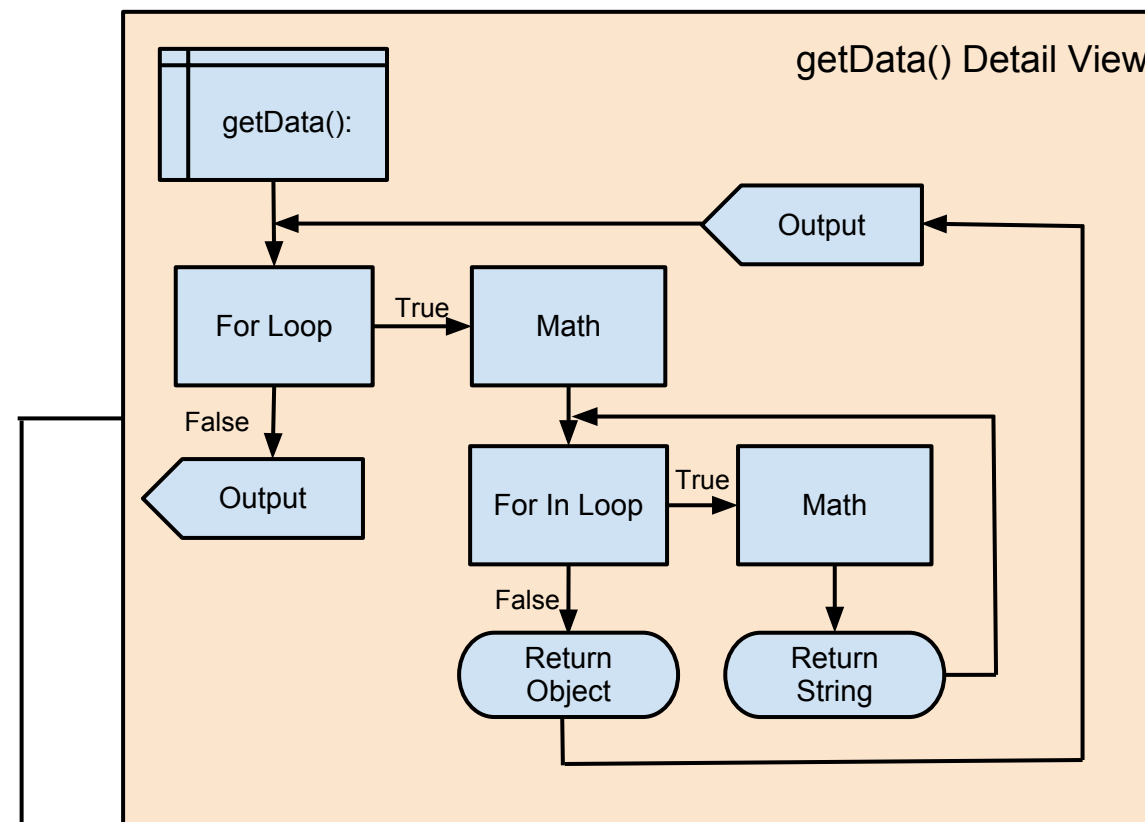 getData() Detail View
getData():
Output
For Loop
True
Math
False
Output
For In Loop
True
Math
False
Return
Object
Return
String